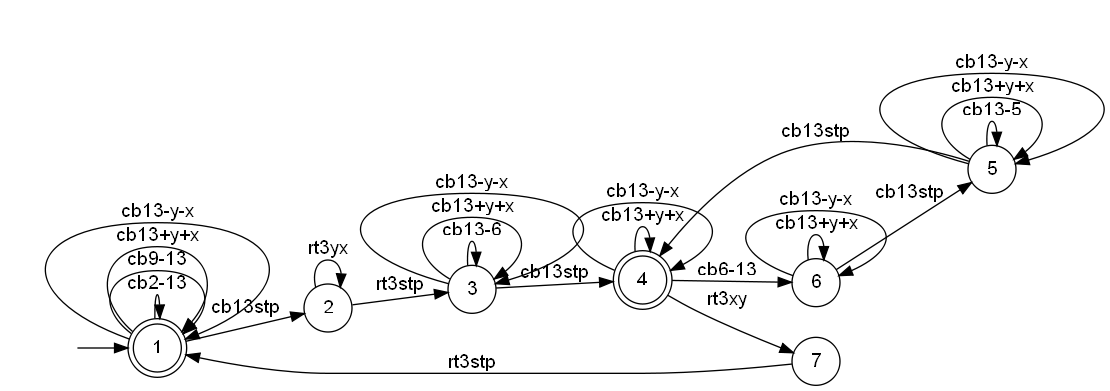 cb13-y-x
cb13+y+x
cb13-5
5
cb13stp
cb13stp
cb13-y-x
cb13+y+x
6
cb13-y-x
cb13+y+x
4
cb6-13
rt3xy
cb13-y-x
cb13+y+x
cb13-6
3
cb13stp
cb13-y-x
cb13+y+x
cb9-13
cb2-13
1
cb13stp
rt3yx
2
rt3stp
7
rt3stp